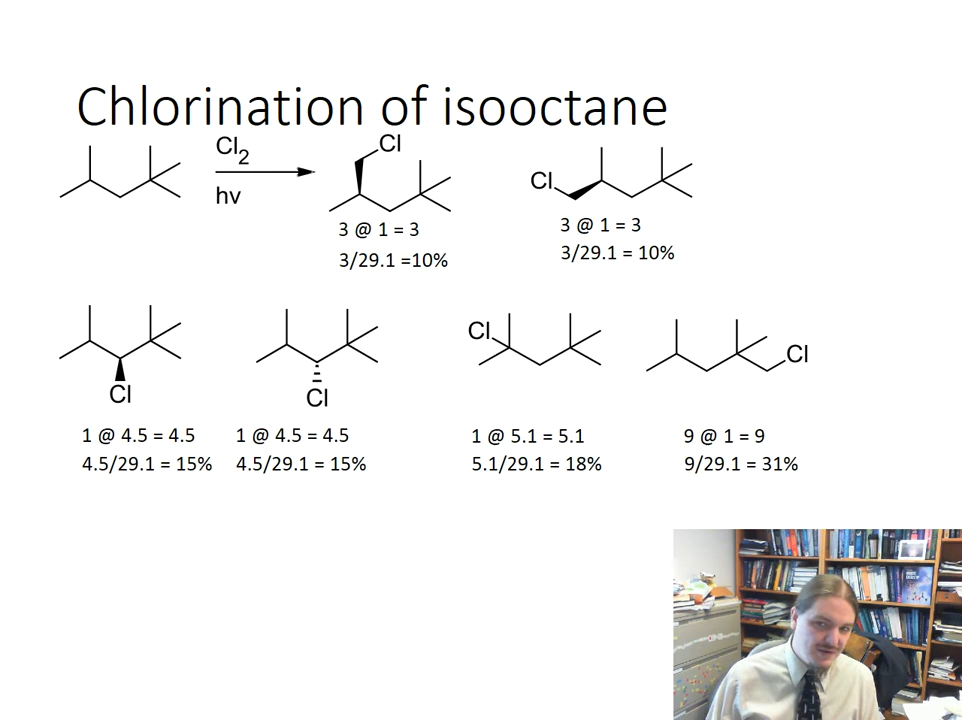 Chlorination of isooctane
Cl2
hv
Cl
3 @ 1 = 3
3/29.1 =10%
Cl
3 @ 1 = 3
3/29.1 = 10%
Cl
1 @ 4.5 = 4.5
4.5/29.1 = 15%
Cl
1 @ 4.5 = 4.5
4.5/29.1 = 15%
Cl
1 @ 5.1 = 5.1
5.1/29.1 = 18%
Cl
9 @ 1 = 9
9/29.1 = 31%